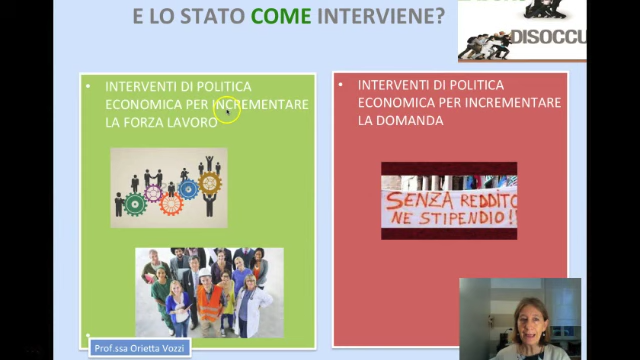 E LO STATO COME INTERVIENE?
DISOCCU
INTERVENTI DI POLITICA
ECONOMICA PER INCREMENTARE
LA FORZA LAVORO
INTERVENTI DI POLITICA
ECONOMICA PER INCREMENTARE
LA DOMANDA
SENZA REDDITO
NE STIPENDIO!!
Prof.ssa Orietta Vozzi